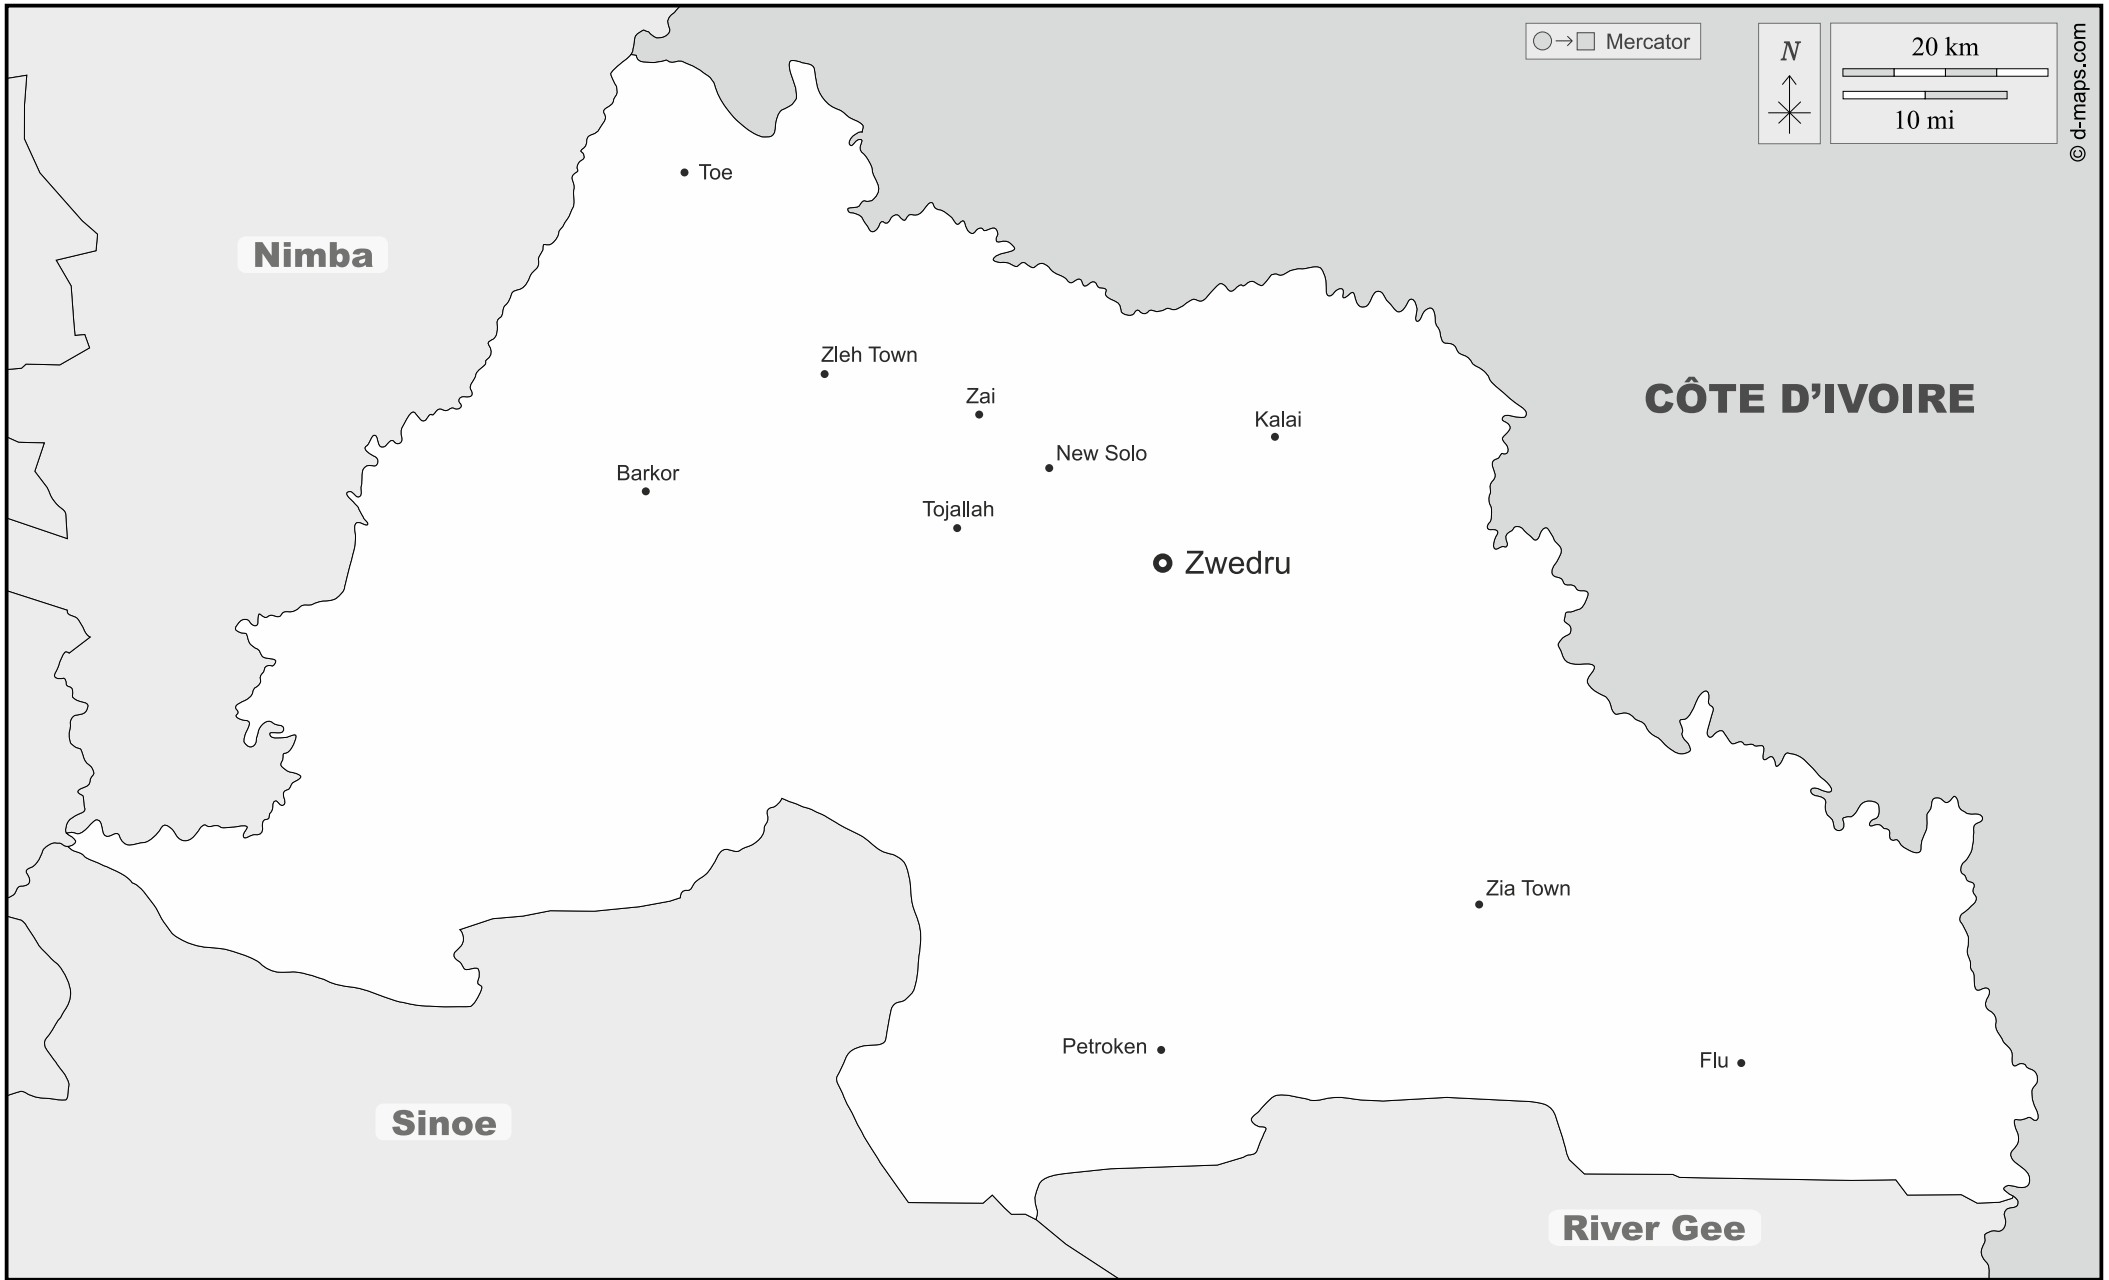 Mercator
N
20 km
10 mi
© d-maps.com
Toe
Nimba
Zleh Town
Zai
CÔTE D’IVOIRE
Kalai
New Solo
Barkor
Tojallah
Zwedru
Zia Town
Petroken
Flu
Sinoe
River Gee